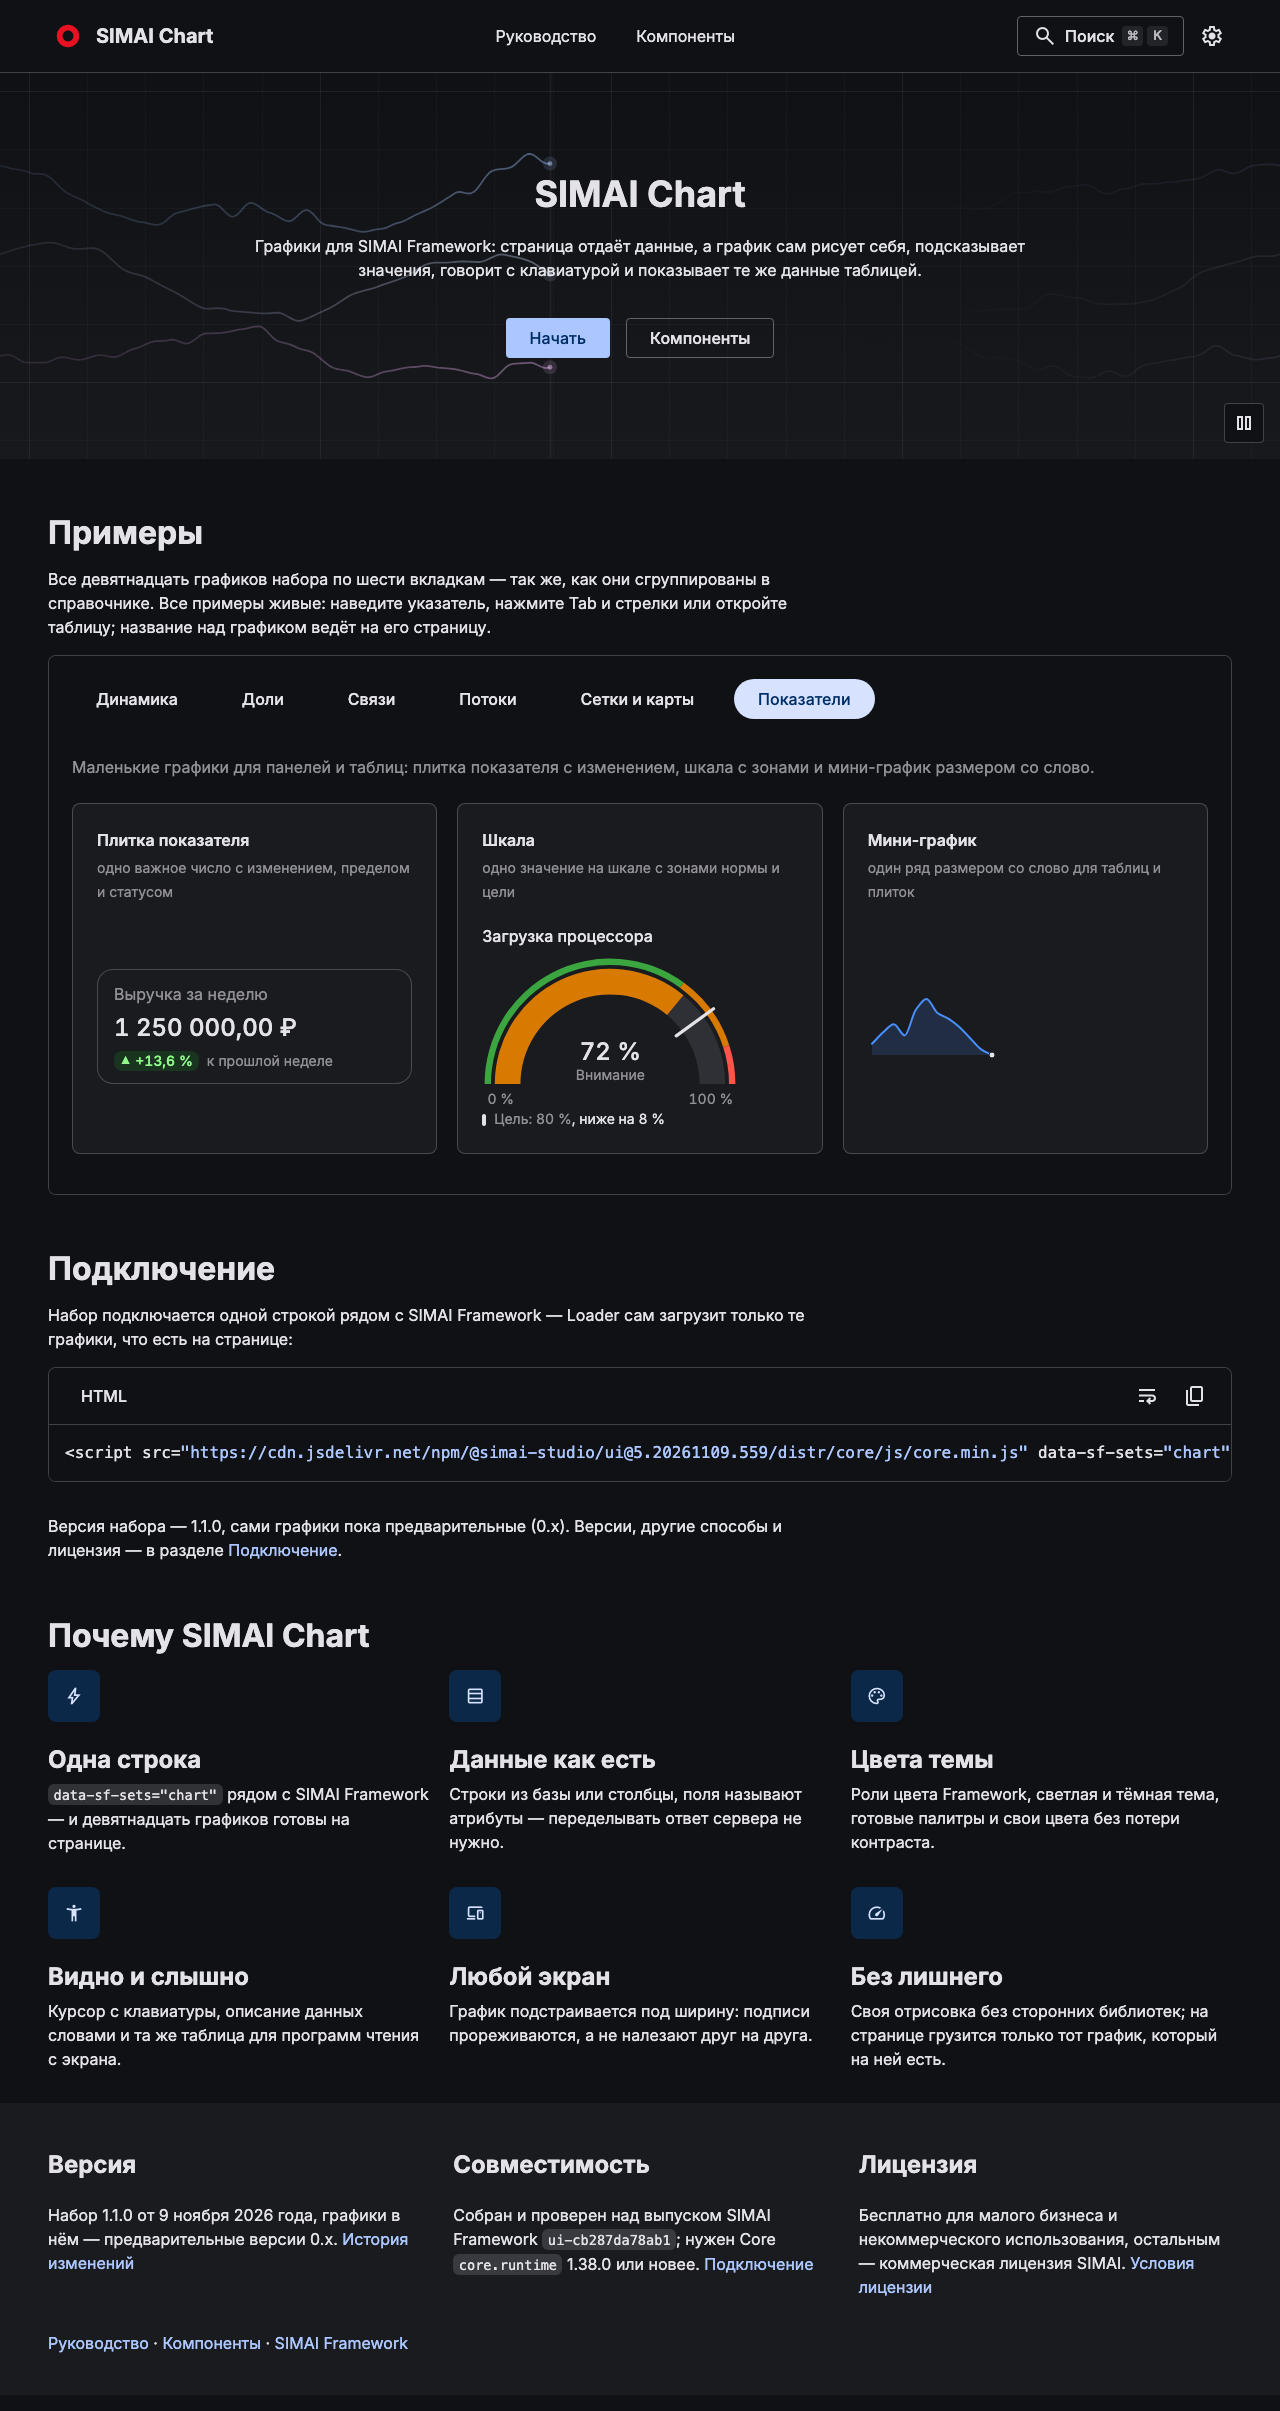 SIMAI Chart
Руководство
Компоненты
Поиск ⌘ K
SIMAI Chart
Графики для SIMAI Framework: страница отдаёт данные, а график сам рисует себя, подсказывает
значения, говорит с клавиатурой и показывает те же данные таблицей.
Начать
Компоненты
Примеры
Все девятнадцать графиков набора по шести вкладкам — так же, как они сгруппированы в
справочнике. Все примеры живые: наведите указатель, нажмите Tab и стрелки или откройте
таблицу; название над графиком ведёт на его страницу.
Динамика
Доли
Связи
Потоки
Сетки и карты
Показатели
Маленькие графики для панелей и таблиц: плитка показателя с изменением, шкала с зонами и мини-график размером со слово.
Плитка показателя
одно важное число с изменением, пределом
и статусом
Выручка за неделю
1 250 000,00 ₽
▲ +13,6 % к прошлой неделе
Шкала
одно значение на шкале с зонами нормы и
цели
Загрузка процессора
72 %
Внимание
0 %
100 %
Цель: 80 %, ниже на 8 %
Мини-график
один ряд размером со слово для таблиц и
плиток
Подключение
Набор подключается одной строкой рядом с SIMAI Framework — Loader сам загрузит только те
графики, что есть на странице:
HTML
<script src="https://cdn.jsdelivr.net/npm/@simai-studio/ui@5.20261109.559/distr/core/js/core.min.js" data-sf-sets="chart"
Версия набора — 1.1.0, сами графики пока предварительные (0.x). Версии, другие способы и
лицензия — в разделе Подключение.
Почему SIMAI Chart
Одна строка
data-sf-sets="chart" рядом с SIMAI Framework
— и девятнадцать графиков готовы на
странице.
Данные как есть
Строки из базы или столбцы, поля называют
атрибуты — переделывать ответ сервера не
нужно.
Цвета темы
Роли цвета Framework, светлая и тёмная тема,
готовые палитры и свои цвета без потери
контраста.
Видно и слышно
Курсор с клавиатуры, описание данных
словами и та же таблица для программ чтения
с экрана.
Любой экран
График подстраивается под ширину: подписи
прореживаются, а не налезают друг на друга.
Без лишнего
Своя отрисовка без сторонних библиотек; на
странице грузится только тот график, который
на ней есть.
Версия
Набор 1.1.0 от 9 ноября 2026 года, графики в
нём — предварительные версии 0.x. История
изменений
Совместимость
Собран и проверен над выпуском SIMAI
Framework ui-cb287da78ab1; нужен Core
core.runtime 1.38.0 или новее. Подключение
Лицензия
Бесплатно для малого бизнеса и
некоммерческого использования, остальным
— коммерческая лицензия SIMAI. Условия
лицензии
Руководство · Компоненты · SIMAI Framework